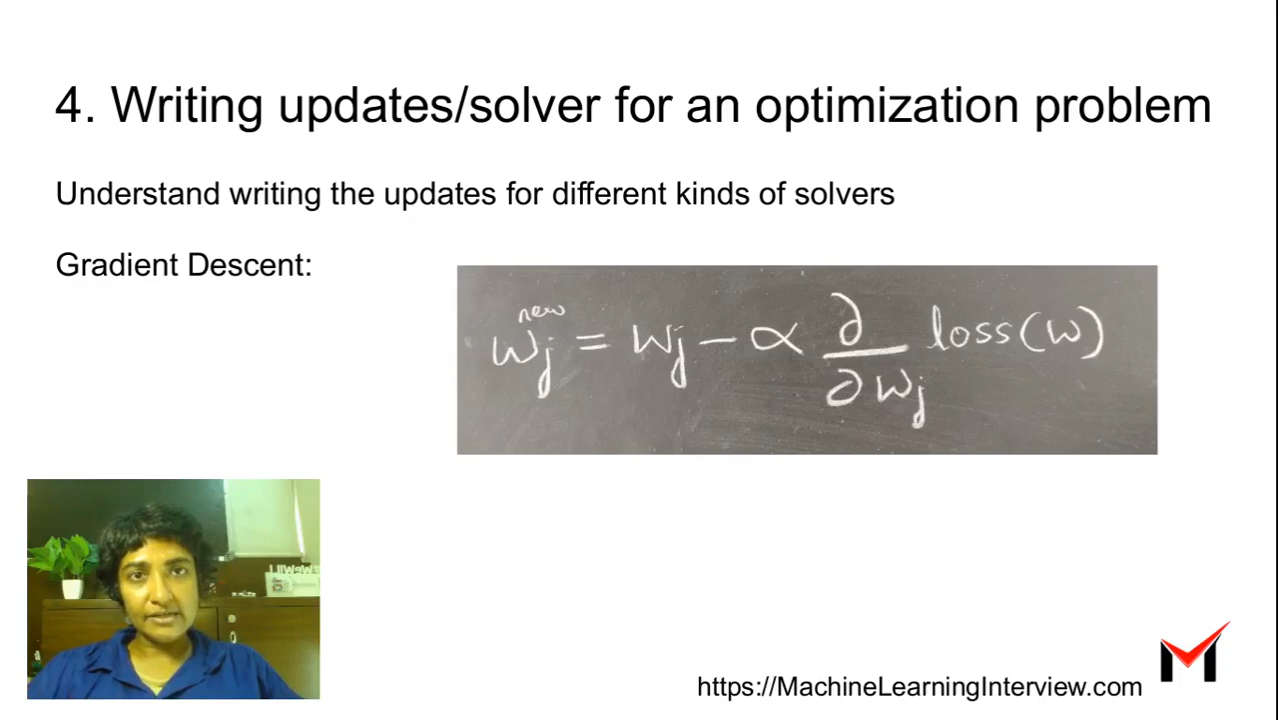 4. Writing updates/solver for an optimization problem
Understand writing the updates for different kinds of solvers
Gradient Descent:
w_j^new = w_j - α ∂/∂w_j loss(w)
https://MachineLearningInterview.com